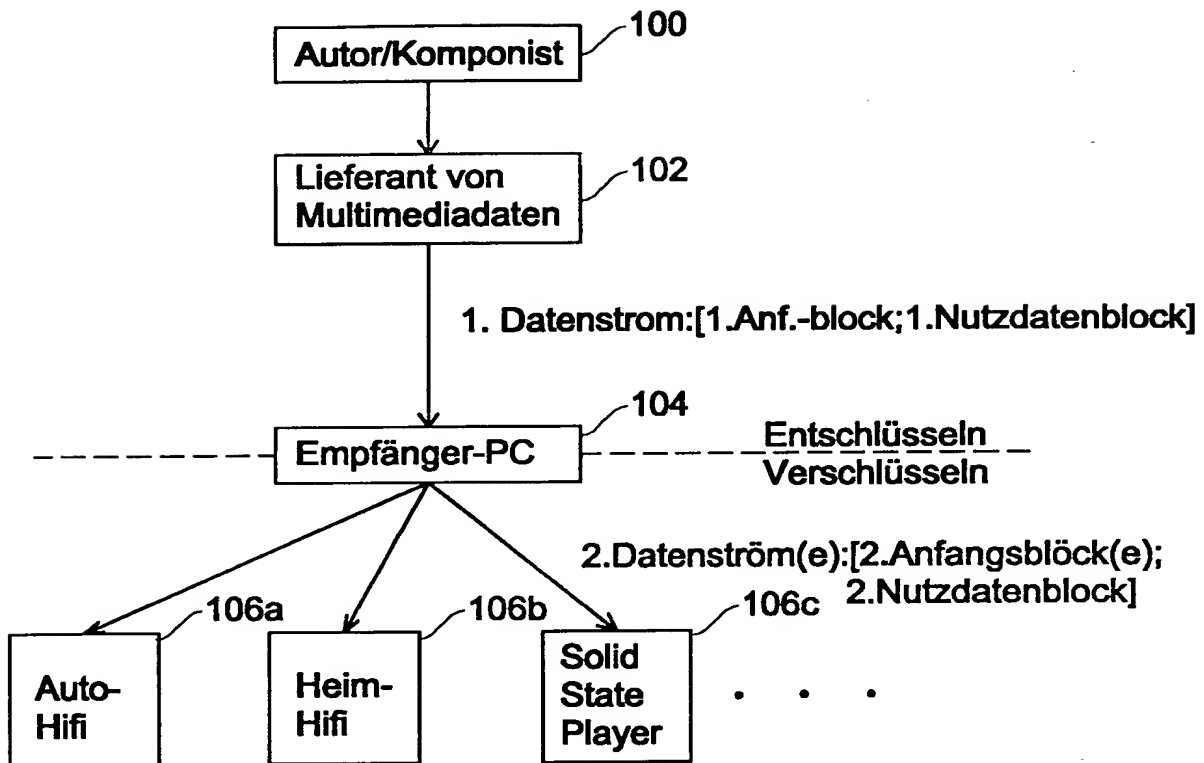 100
Autor/Komponist
102
Lieferant von
Multimediadaten
1. Datenstrom:[1.Anf.-block;1.Nutzdatenblock]
104
Empfänger-PC
Entschlüsseln
Verschlüsseln
2.Datenström(e):[2.Anfangsblöck(e);
2.Nutzdatenblock]
106a
106b
106c
Auto-
Hifi
Heim-
Hifi
Solid
State
Player
. . .